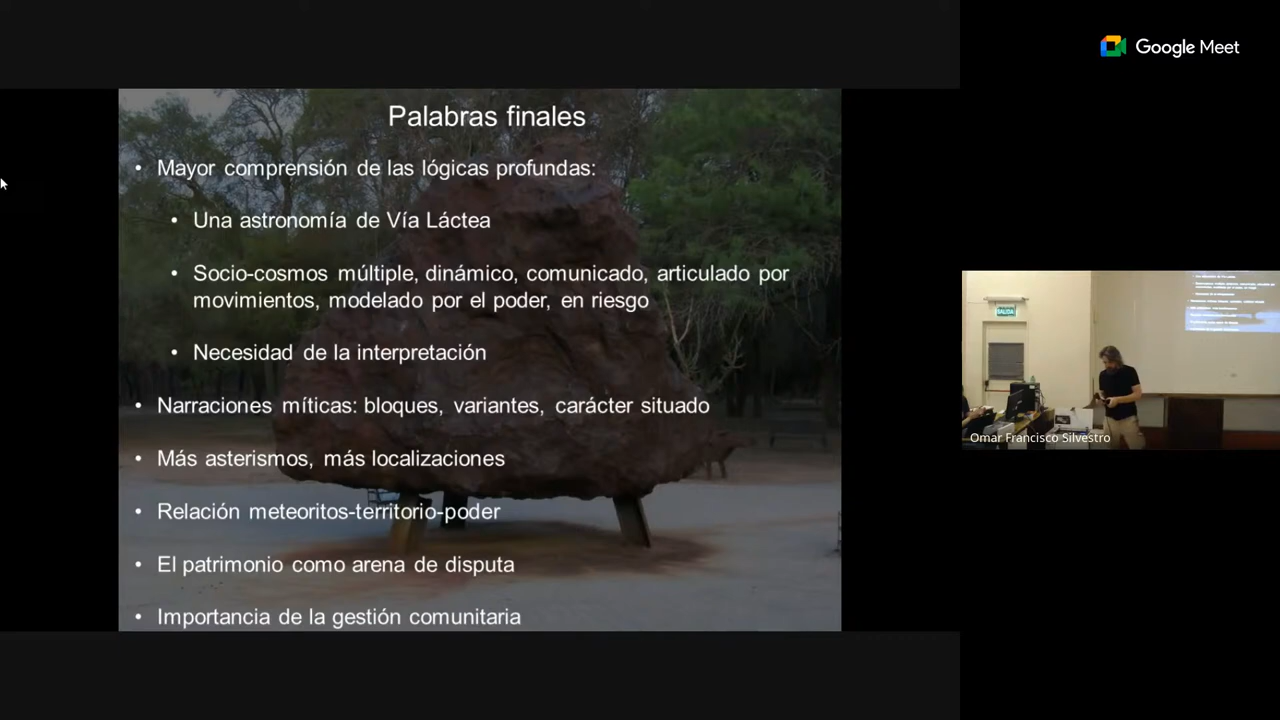 Google Meet
Palabras finales
• Mayor comprensión de las lógicas profundas:
• Una astronomía de Vía Láctea
• Socio-cosmos múltiple, dinámico, comunicado, articulado por
movimientos, modelado por el poder, en riesgo
• Necesidad de la interpretación
• Narraciones míticas: bloques, variantes, carácter situado
• Más asterismos, más localizaciones
• Relación meteoritos-territorio-poder
• El patrimonio como arena de disputa
• Importancia de la gestión comunitaria
SALIDA
Omar Francisco Silvestro